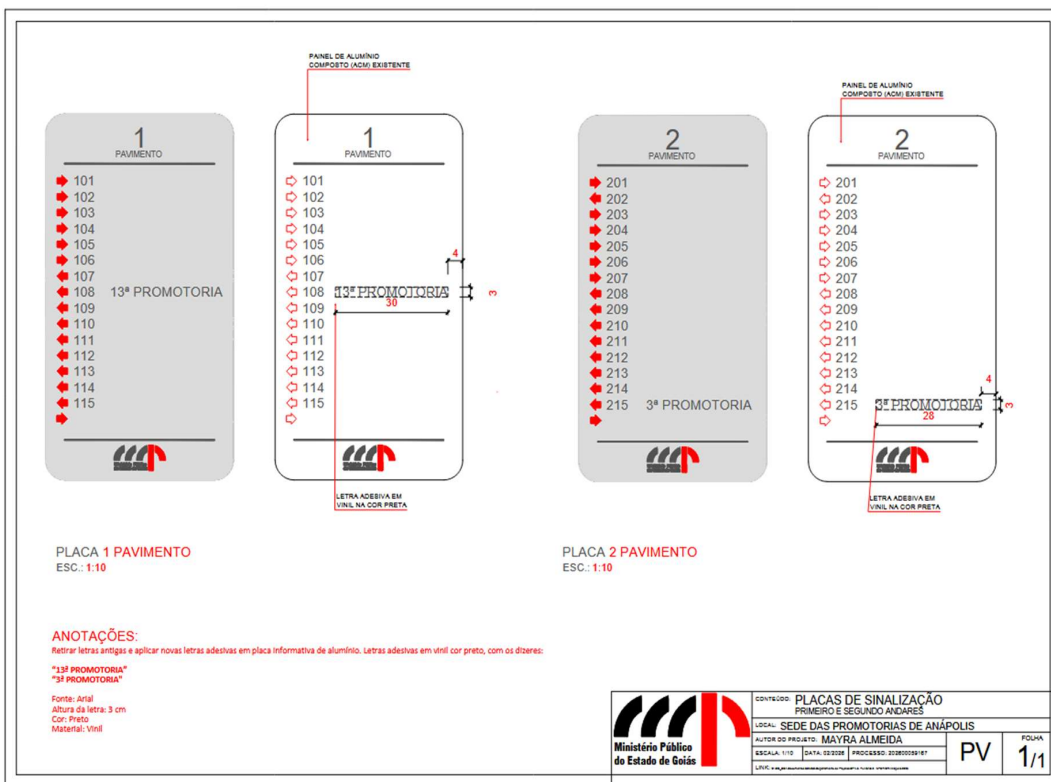 PAINEL DE ALUMÍNIO
COMPOSTO (ACM) EXISTENTE
1
PAVIMENTO
101
102
103
104
105
106
107
108 13ª PROMOTORIA
109
110
111
112
113
114
115
1
PAVIMENTO
101
102
103
104
105
106
107
108 13ª PROMOTORIA
109
110
111
112
113
114
115
4
3
30
LETRA ADESIVA EM
VINIL NA COR PRETA
PAINEL DE ALUMÍNIO
COMPOSTO (ACM) EXISTENTE
2
PAVIMENTO
201
202
203
204
205
206
207
208
209
210
211
212
213
214
215 3ª PROMOTORIA
2
PAVIMENTO
201
202
203
204
205
206
207
208
209
210
211
212
213
214
215 3ª PROMOTORIA
4
3
28
LETRA ADESIVA EM
VINIL NA COR PRETA
PLACA 1 PAVIMENTO
ESC.: 1:10
PLACA 2 PAVIMENTO
ESC.: 1:10
ANOTAÇÕES:
Retirar letras antigas e aplicar novas letras adesivas em placa informativa de alumínio. Letras adesivas em vinil cor preto, com os dizeres:
"13ª PROMOTORIA"
"3ª PROMOTORIA"
Fonte: Arial
Altura da letra: 3 cm
Cor: Preto
Material: Vinil
Ministério Público
do Estado de Goiás
CONTEÚDO: PLACAS DE SINALIZAÇÃO
PRIMEIRO E SEGUNDO ANDARES
LOCAL: SEDE DAS PROMOTORIAS DE ANÁPOLIS
AUTOR DO PROJETO: MAYRA ALMEIDA
ESCALA: 1/10 DATA: 02/2026 PROCESSO:
LINK:
PV
FOLHA
1/1